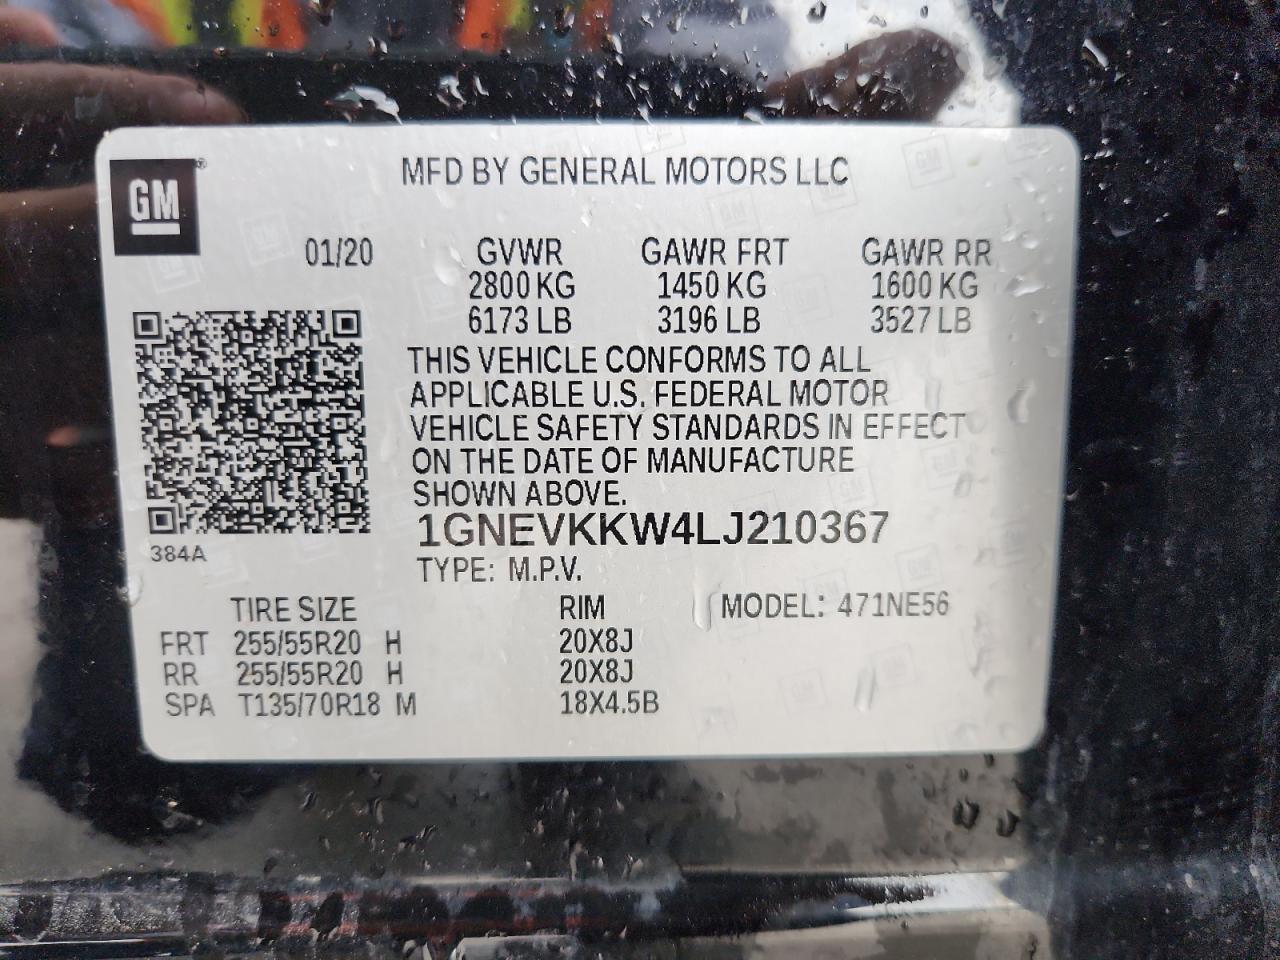 GM®
MFD BY GENERAL MOTORS LLC
01/20 GVWR GAWR FRT GAWR RR
2800 KG 1450 KG 1600 KG
6173 LB 3196 LB 3527 LB
THIS VEHICLE CONFORMS TO ALL
APPLICABLE U.S. FEDERAL MOTOR
VEHICLE SAFETY STANDARDS IN EFFECT
ON THE DATE OF MANUFACTURE
SHOWN ABOVE.
1GNEVKKW4LJ210367
384A
TYPE: M.P.V.
TIRE SIZE RIM MODEL: 471NE56
FRT 255/55R20 H 20X8J
RR 255/55R20 H 20X8J
SPA T135/70R18 M 18X4.5B